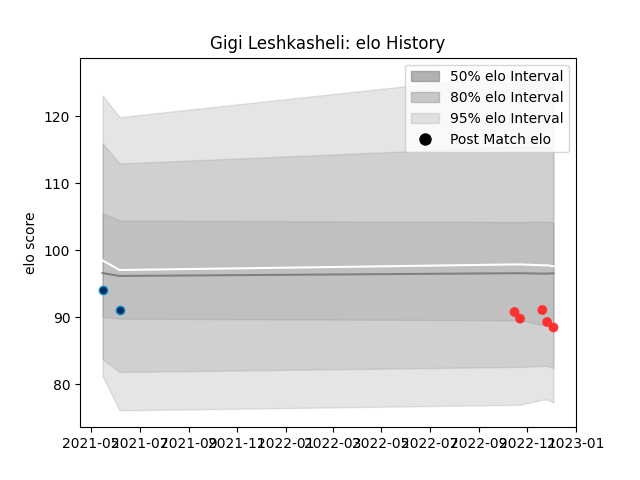 Gigi Leshkasheli: elo History
50% elo Interval
80% elo Interval
95% elo Interval
Post Match elo
elo score
120
110
100
90
80
2021-05 2021-07 2021-09 2021-11 2022-01 2022-03 2022-05 2022-07 2022-09 2022-11 2023-01